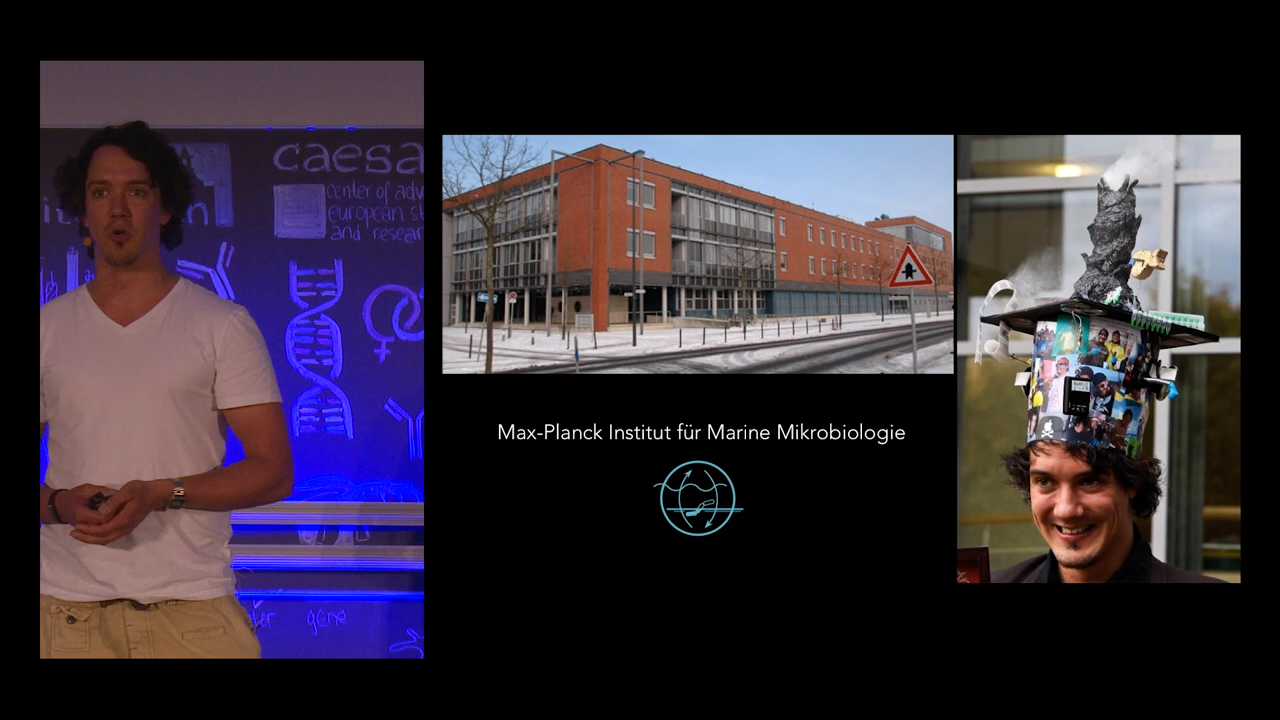 caesa
center of adv
european st
and resear
gene
Max-Planck Institut für Marine Mikrobiologie